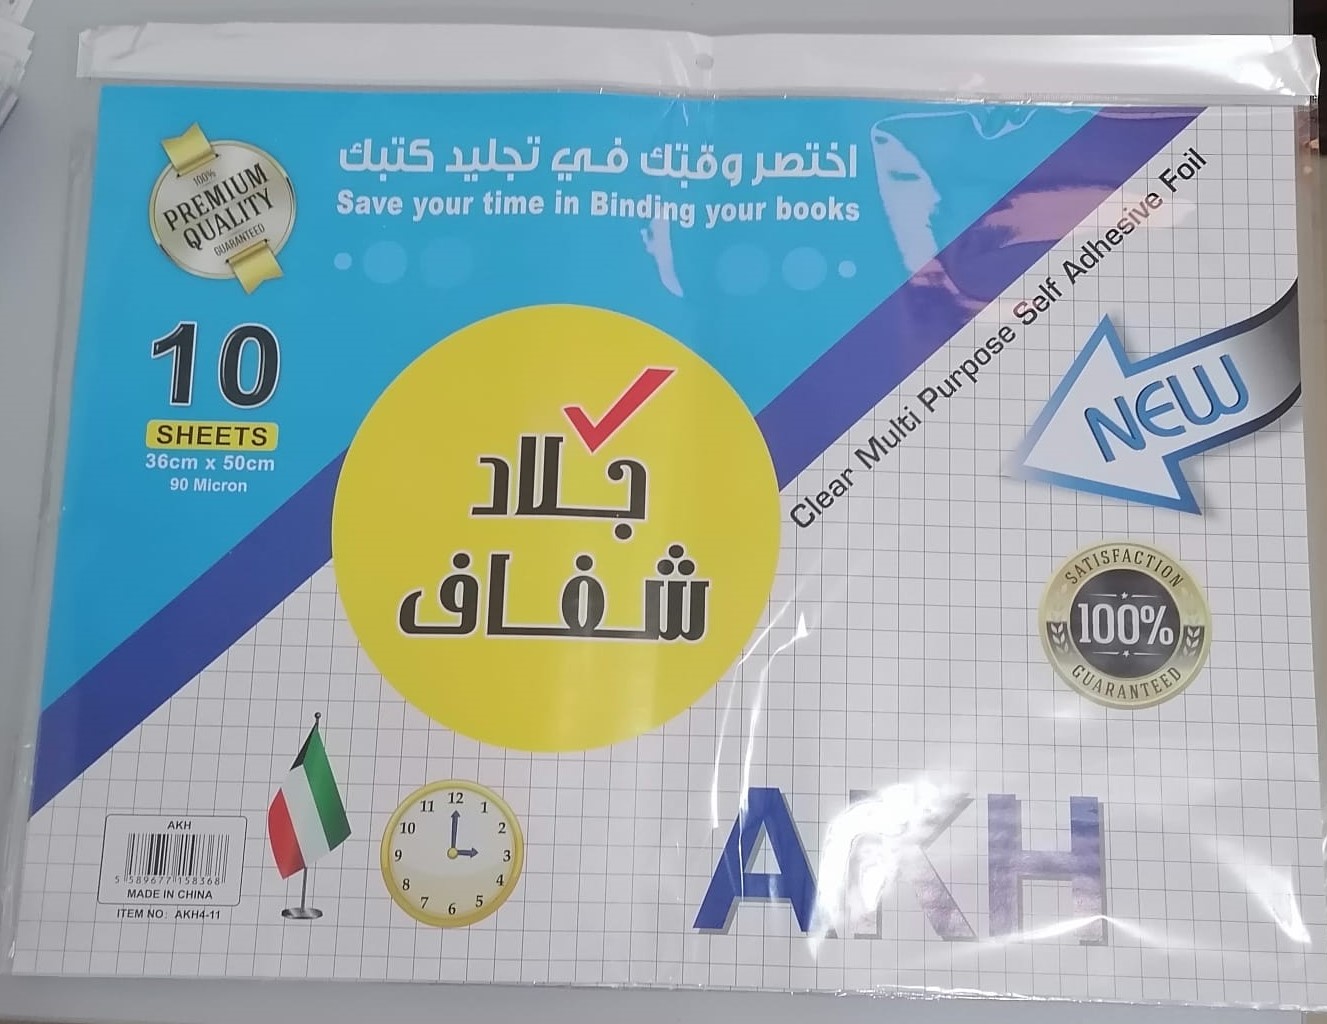 اختصر وقتك في تجليد كتبك
Save your time in Binding your books
100%
PREMIUM
QUALITY
GUARANTEED
10
SHEETS
36cm x 50cm
90 Micron
جلاد
شفاف
Clear Multi Purpose Self Adhesive Foil
NEW
SATISFACTION
100%
GUARANTEED
AKH
5 589677 158368
MADE IN CHINA
ITEM NO: AKH4-11
12
1
2
3
4
5
6
7
8
9
10
11
AKH